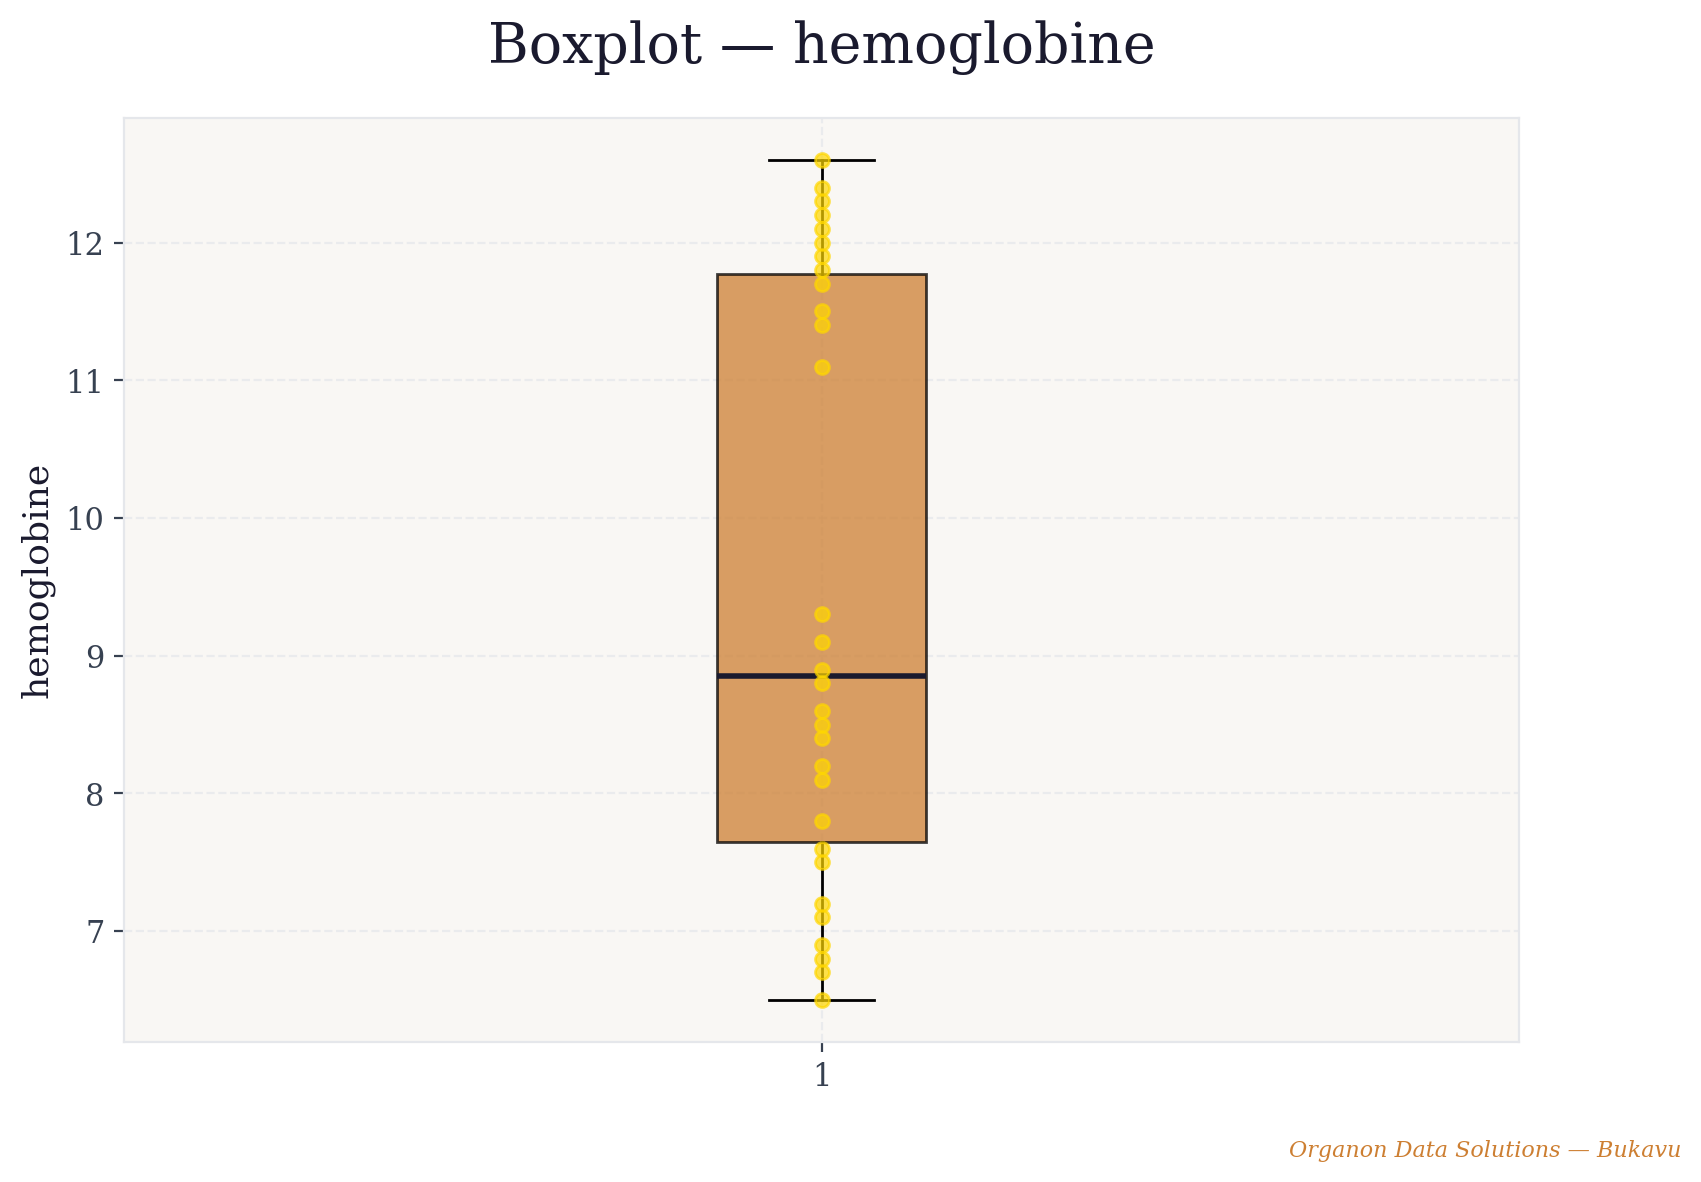 Boxplot — hemoglobine
hemoglobine
12
11
10
9
8
7
1
Organon Data Solutions — Bukavu